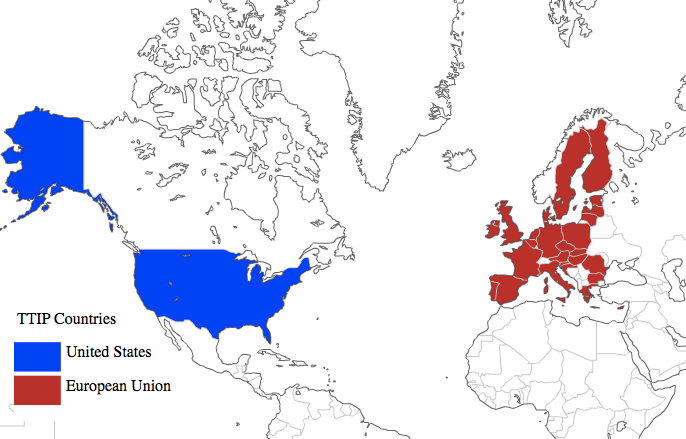 TTIP Countries
United States
European Union